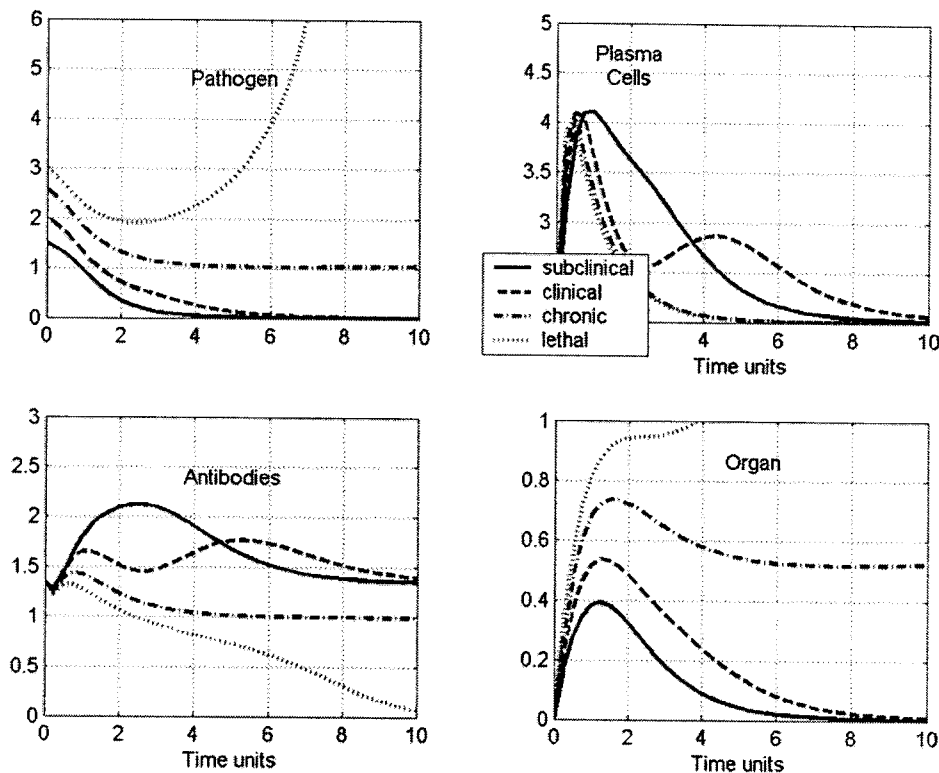 6
5
4
3
2
1
0
0 2 4 6 8 10
Pathogen
5
4.5
4
3.5
3
Plasma
Cells
subclinical
clinical
chronic
lethal
4 6 8 10
Time units
3
2.5
2
1.5
1
0.5
0
0 2 4 6 8 10
Antibodies
Time units
1
0.8
0.6
0.4
0.2
0
0 2 4 6 8 10
Organ
Time units